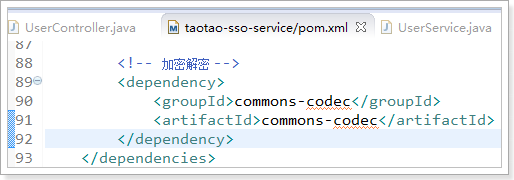 UserController.java taotao-sso-service/pom.xml UserService.java
87
88 <!-- 加密解密 -->
89 <dependency>
90 <groupId>commons-codec</groupId>
91 <artifactId>commons-codec</artifactId>
92 </dependency>
93 </dependencies>